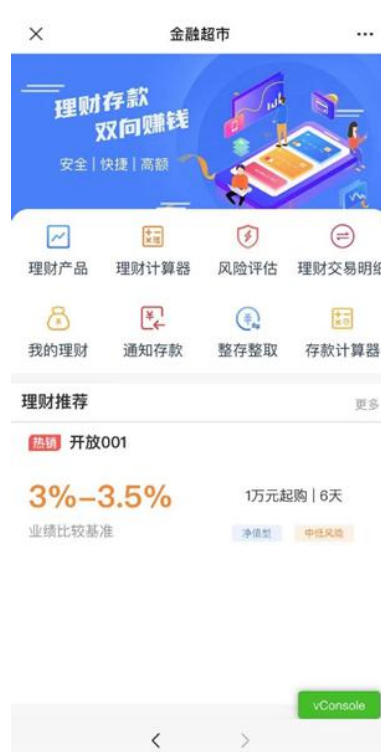 金融超市
理财存款
双向赚钱
安全 | 快捷 | 高额
理财产品 理财计算器 风险评估 理财交易明细
我的理财 通知存款 整存整取 存款计算器
理财推荐 更多
热销 开放001
3%-3.5% 1万元起购 | 6天
业绩比较基准 净值型 中低风险
vConsole